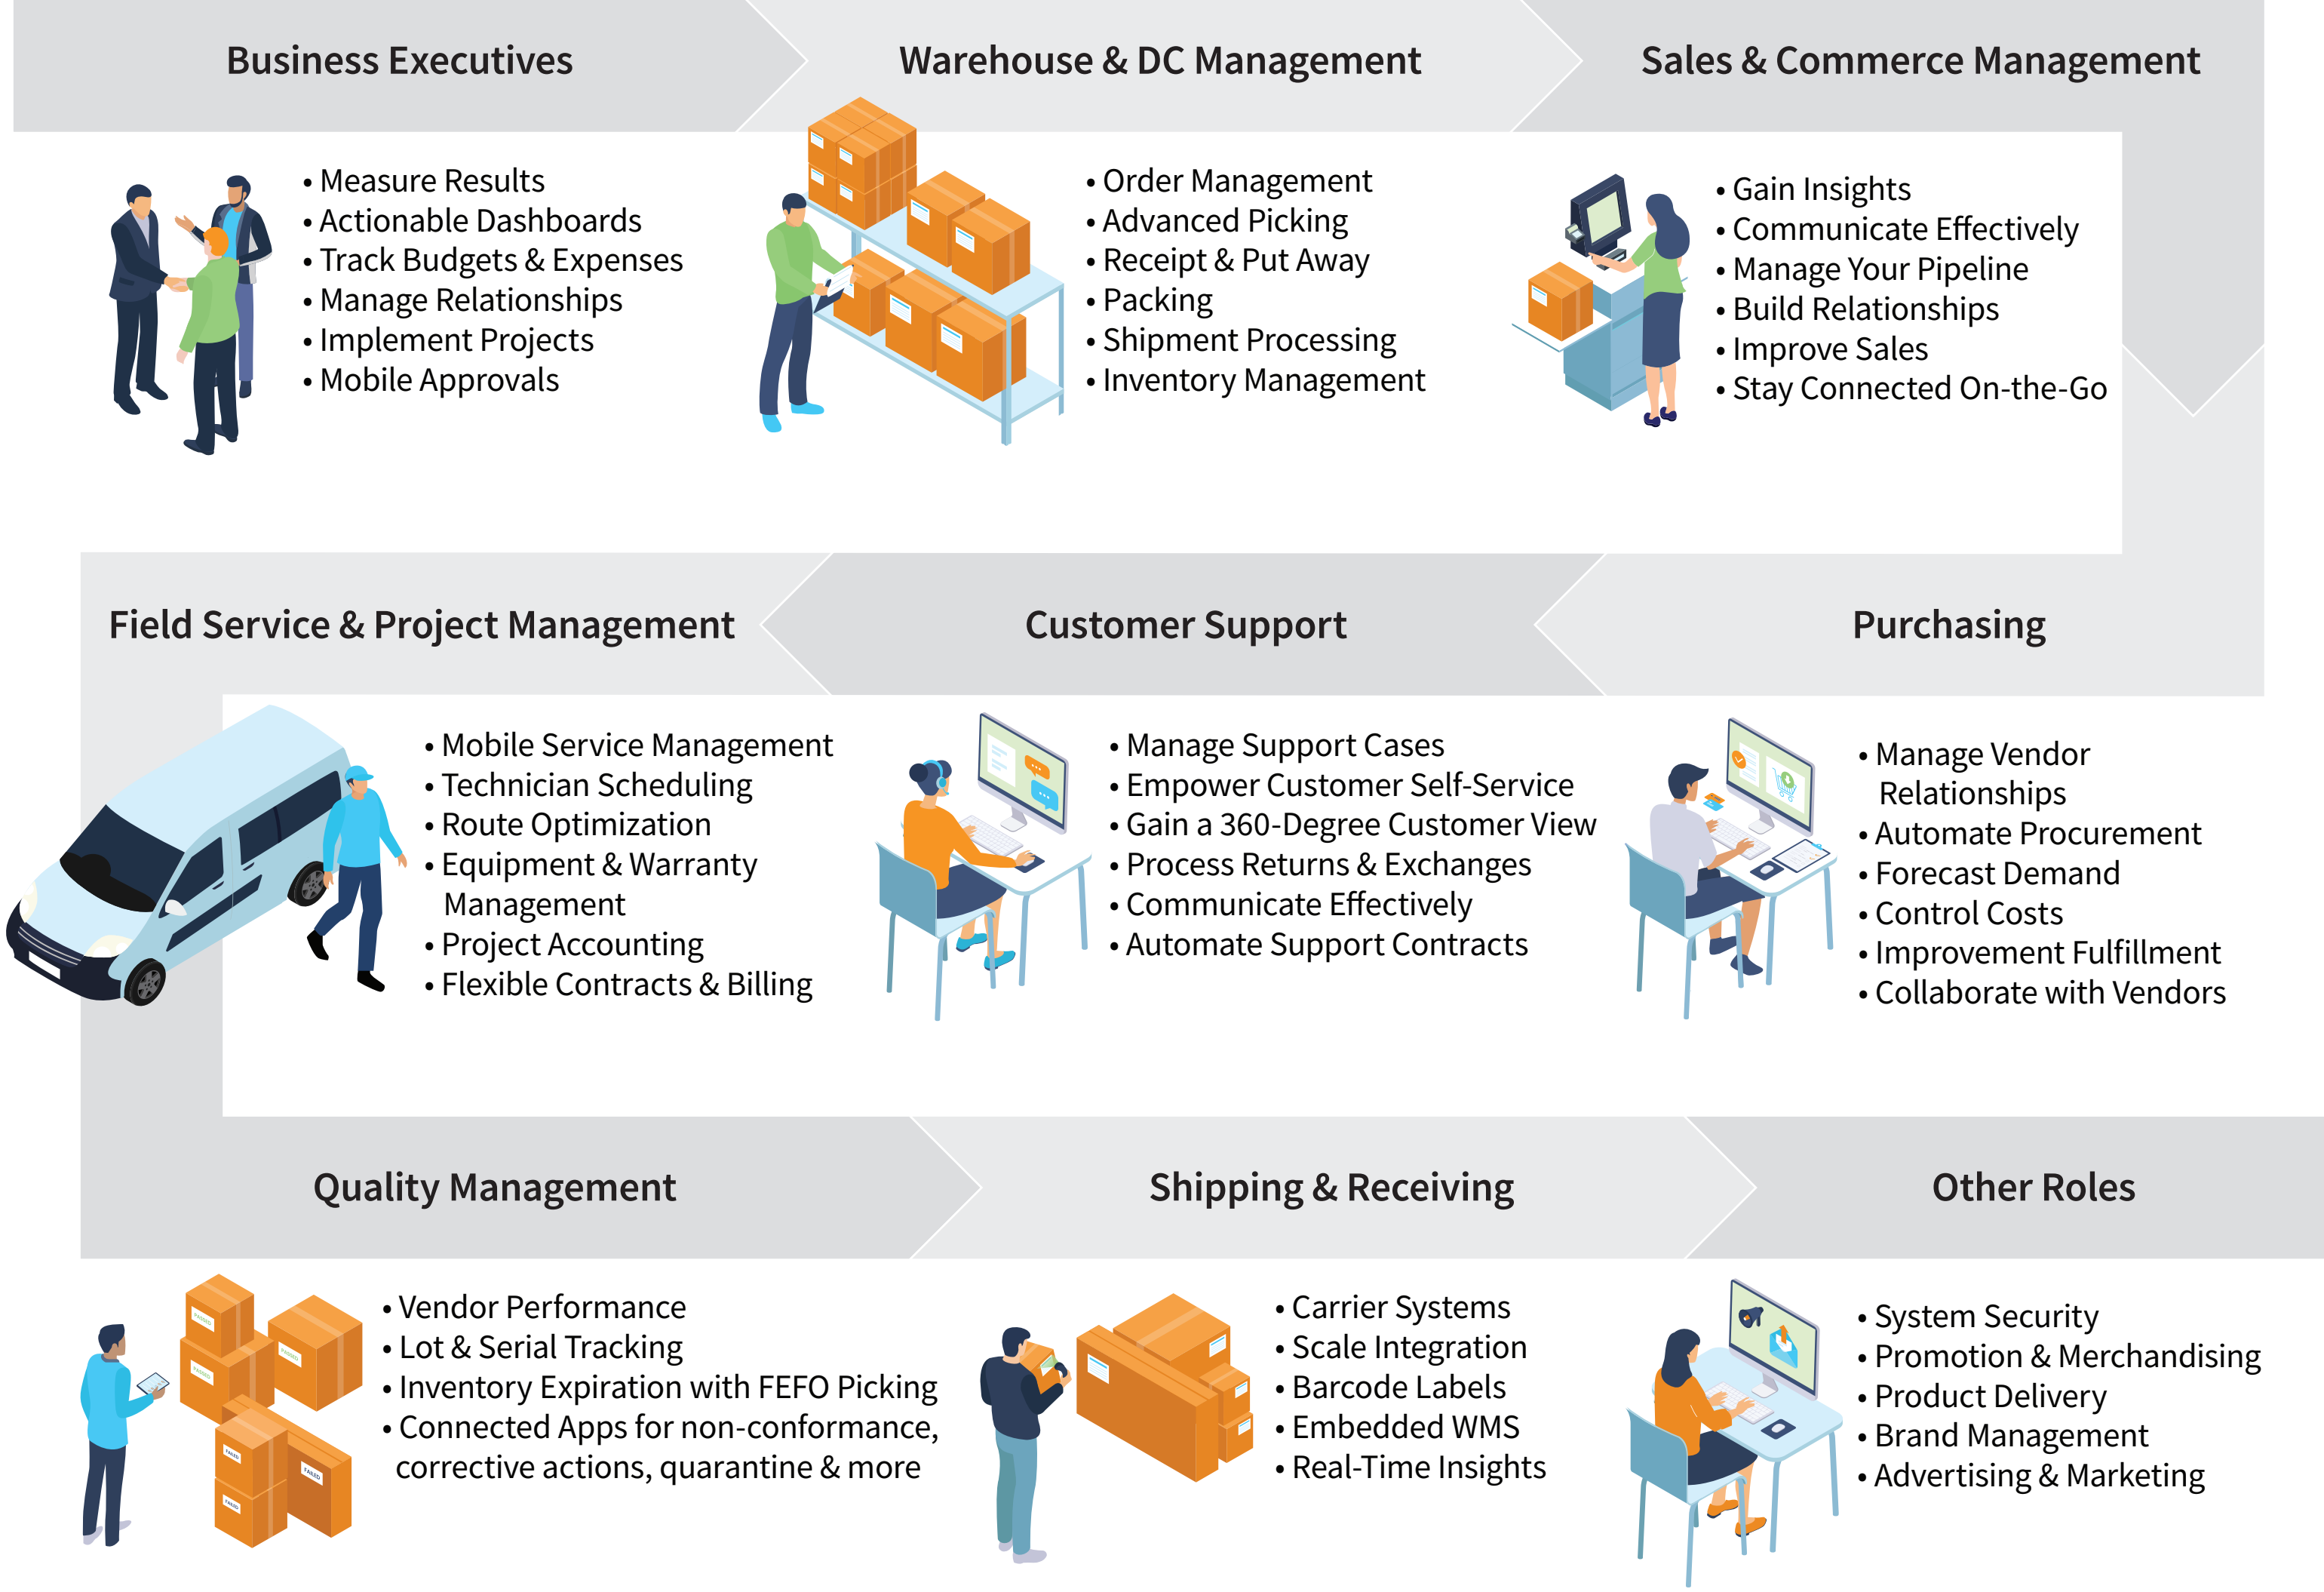 Business Executives
• Measure Results
• Actionable Dashboards
• Track Budgets & Expenses
• Manage Relationships
• Implement Projects
• Mobile Approvals
Warehouse & DC Management
• Order Management
• Advanced Picking
• Receipt & Put Away
• Packing
• Shipment Processing
• Inventory Management
Sales & Commerce Management
• Gain Insights
• Communicate Effectively
• Manage Your Pipeline
• Build Relationships
• Improve Sales
• Stay Connected On-the-Go
Purchasing
• Manage Vendor
Relationships
• Automate Procurement
• Forecast Demand
• Control Costs
• Improvement Fulfillment
• Collaborate with Vendors
Customer Support
• Manage Support Cases
• Empower Customer Self-Service
• Gain a 360-Degree Customer View
• Process Returns & Exchanges
• Communicate Effectively
• Automate Support Contracts
Field Service & Project Management
• Mobile Service Management
• Technician Scheduling
• Route Optimization
• Equipment & Warranty
Management
• Project Accounting
• Flexible Contracts & Billing
Quality Management
PASSED
PASSED
PASSED
FAILED
FAILED
FAILED
• Vendor Performance
• Lot & Serial Tracking
• Inventory Expiration with FEFO Picking
• Connected Apps for non-conformance,
corrective actions, quarantine & more
Shipping & Receiving
• Carrier Systems
• Scale Integration
• Barcode Labels
• Embedded WMS
• Real-Time Insights
Other Roles
• System Security
• Promotion & Merchandising
• Product Delivery
• Brand Management
• Advertising & Marketing